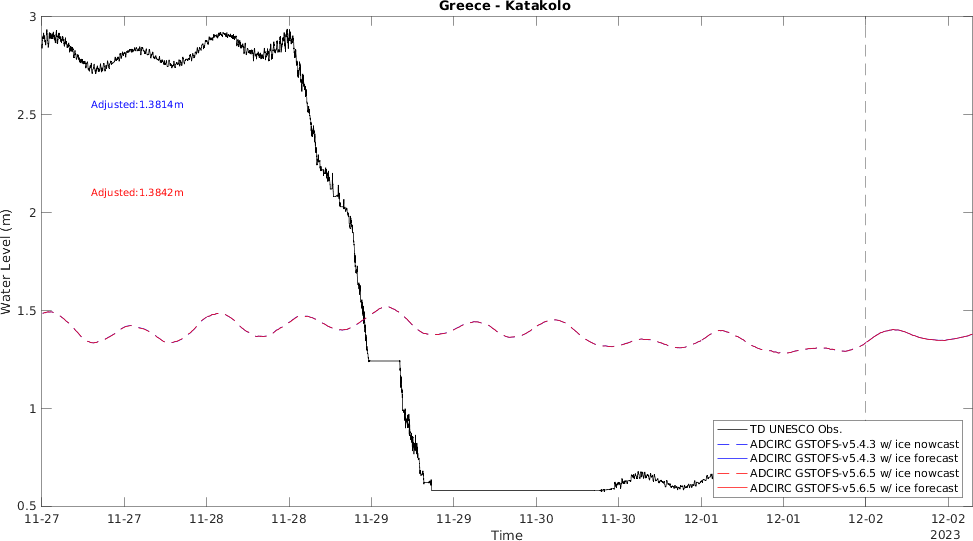 Greece - Katakolo
3
2.5
2
1.5
1
0.5
Water Level (m)
Adjusted:1.3814m
Adjusted:1.3842m
TD UNESCO Obs.
ADCIRC GSTOFS-v5.4.3 w/ ice nowcast
ADCIRC GSTOFS-v5.4.3 w/ ice forecast
ADCIRC GSTOFS-v5.6.5 w/ ice nowcast
ADCIRC GSTOFS-v5.6.5 w/ ice forecast
11-27 11-27 11-28 11-28 11-29 11-29 11-30 11-30 12-01 12-01 12-02 12-02
Time
2023